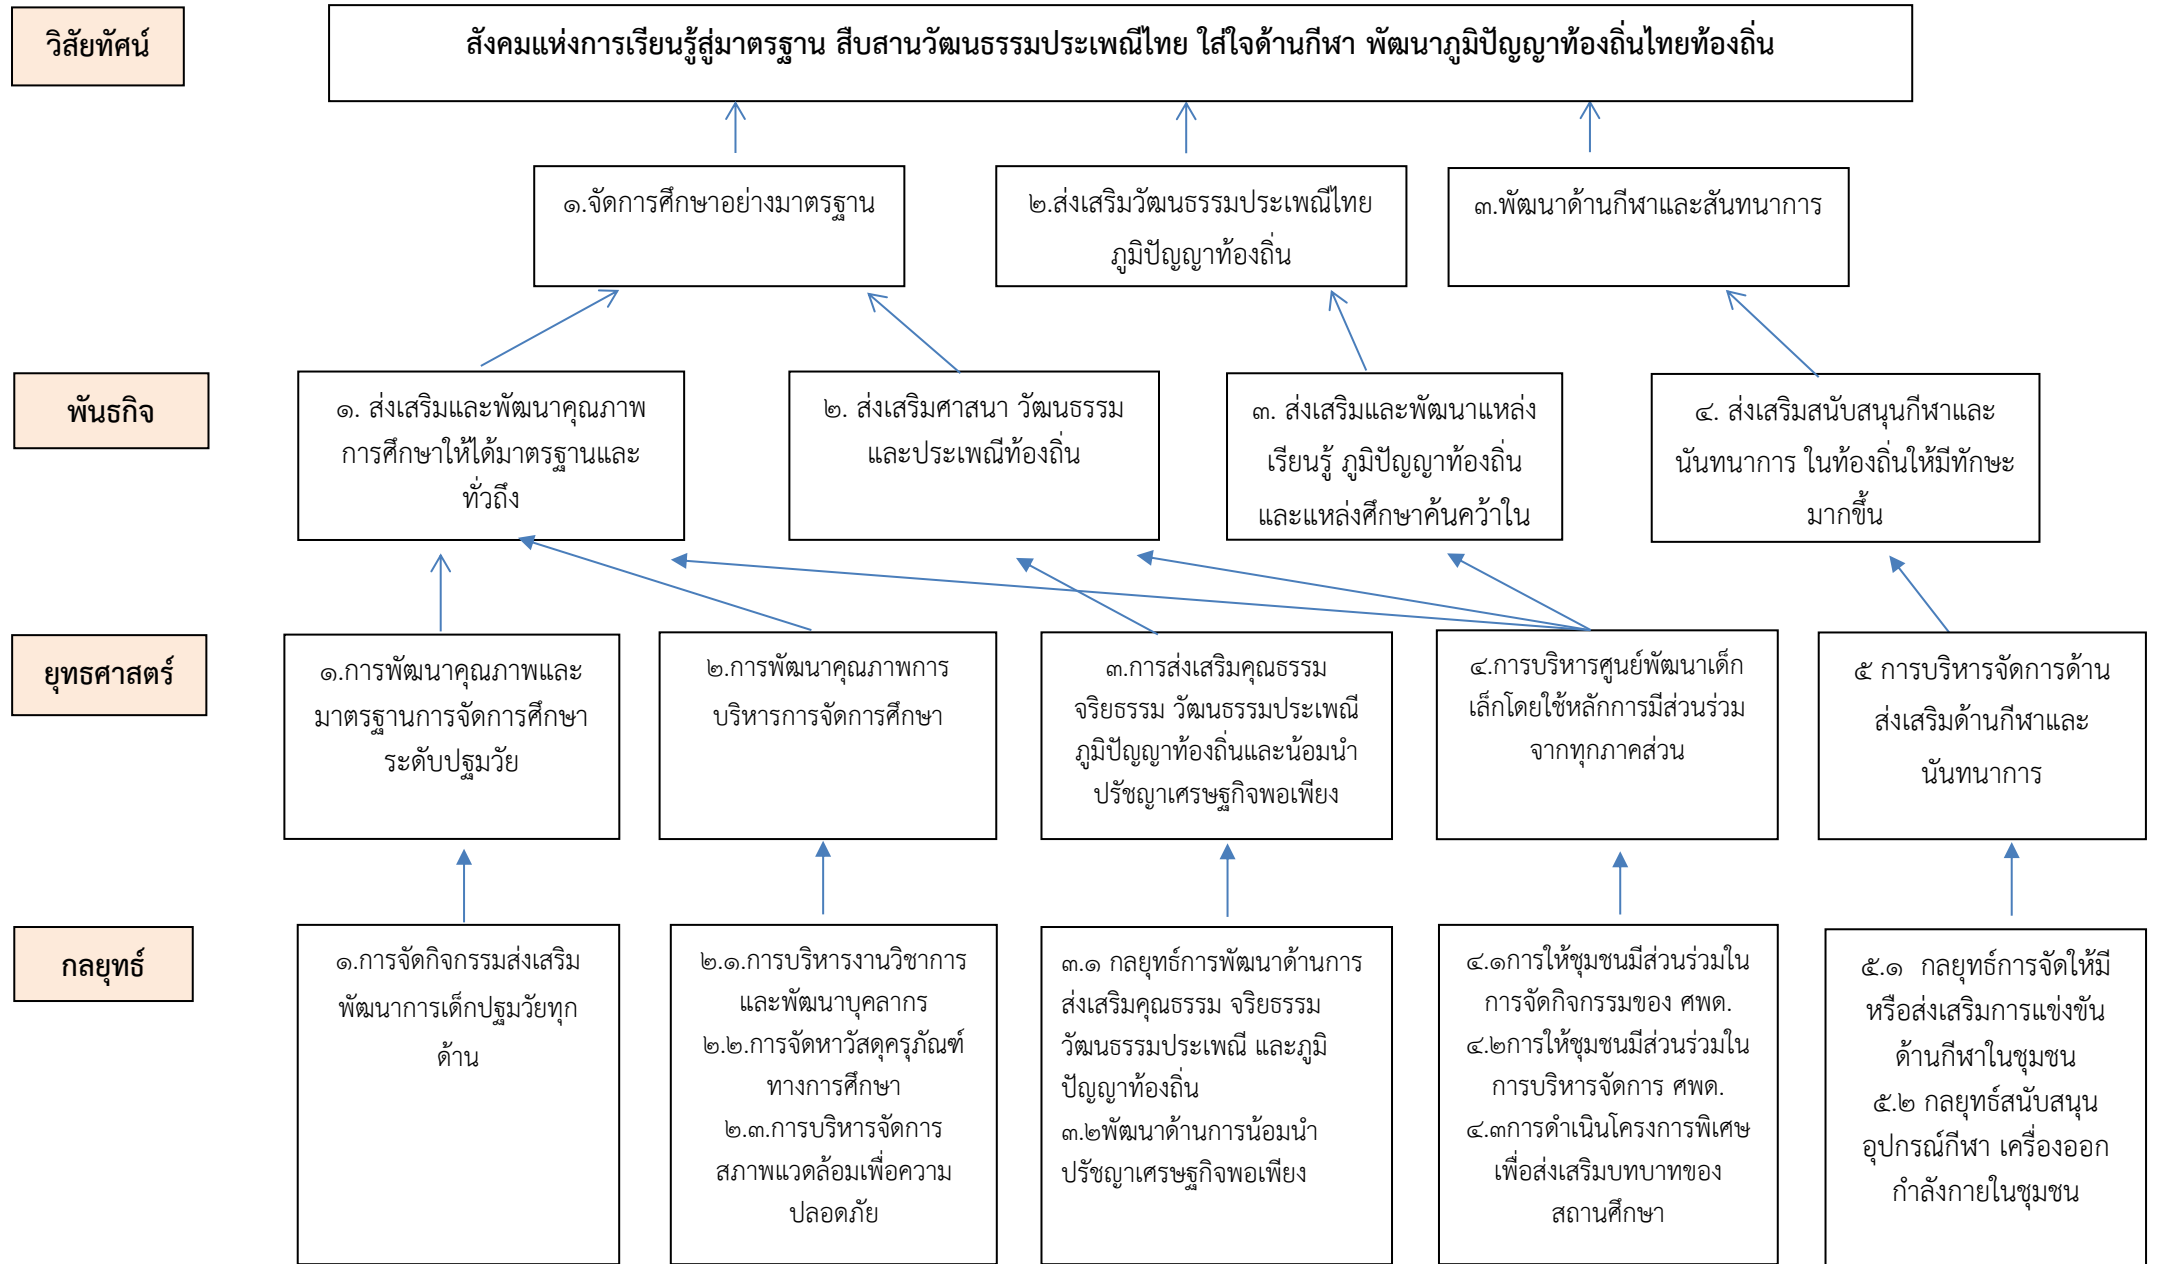 วิสัยทัศน์
สังคมแห่งการเรียนรู้สู่มาตรฐาน สืบสานวัฒนธรรมประเพณีไทย ใส่ใจด้านกีฬา พัฒนาภูมิปัญญาท้องถิ่นไทยท้องถิ่น
๑.จัดการศึกษาอย่างมาตรฐาน
๒.ส่งเสริมวัฒนธรรมประเพณีไทย
ภูมิปัญญาท้องถิ่น
๓.พัฒนาด้านกีฬาและสันทนาการ
พันธกิจ
๑. ส่งเสริมและพัฒนาคุณภาพ
การศึกษาให้ได้มาตรฐานและ
ทั่วถึง
๒. ส่งเสริมศาสนา วัฒนธรรม
และประเพณีท้องถิ่น
๓. ส่งเสริมและพัฒนาแหล่ง
เรียนรู้ ภูมิปัญญาท้องถิ่น
และแหล่งศึกษาค้นคว้าใน
๔. ส่งเสริมสนับสนุนกีฬาและ
นันทนาการ ในท้องถิ่นให้มีทักษะ
มากขึ้น
ยุทธศาสตร์
๑.การพัฒนาคุณภาพและ
มาตรฐานการจัดการศึกษา
ระดับปฐมวัย
๒.การพัฒนาคุณภาพการ
บริหารการจัดการศึกษา
๓.การส่งเสริมคุณธรรม
จริยธรรม วัฒนธรรมประเพณี
ภูมิปัญญาท้องถิ่นและน้อมนำ
ปรัชญาเศรษฐกิจพอเพียง
๔.การบริหารศูนย์พัฒนาเด็ก
เล็กโดยใช้หลักการมีส่วนร่วม
จากทุกภาคส่วน
๕ การบริหารจัดการด้าน
ส่งเสริมด้านกีฬาและ
นันทนาการ
กลยุทธ์
๑.การจัดกิจกรรมส่งเสริม
พัฒนาการเด็กปฐมวัยทุก
ด้าน
๒.๑.การบริหารงานวิชาการ
และพัฒนาบุคลากร
๒.๒.การจัดหาวัสดุครุภัณฑ์
ทางการศึกษา
๒.๓.การบริหารจัดการ
สภาพแวดล้อมเพื่อความ
ปลอดภัย
๓.๑ กลยุทธ์การพัฒนาด้านการ
ส่งเสริมคุณธรรม จริยธรรม
วัฒนธรรมประเพณี และภูมิ
ปัญญาท้องถิ่น
๓.๒พัฒนาด้านการน้อมนำ
ปรัชญาเศรษฐกิจพอเพียง
๔.๑การให้ชุมชนมีส่วนร่วมใน
การจัดกิจกรรมของ ศพด.
๔.๒การให้ชุมชนมีส่วนร่วมใน
การบริหารจัดการ ศพด.
๔.๓การดำเนินโครงการพิเศษ
เพื่อส่งเสริมบทบาทของ
สถานศึกษา
๕.๑  กลยุทธ์การจัดให้มี
หรือส่งเสริมการแข่งขัน
ด้านกีฬาในชุมชน
๕.๒ กลยุทธ์สนับสนุน
อุปกรณ์กีฬา เครื่องออก
กำลังกายในชุมชน